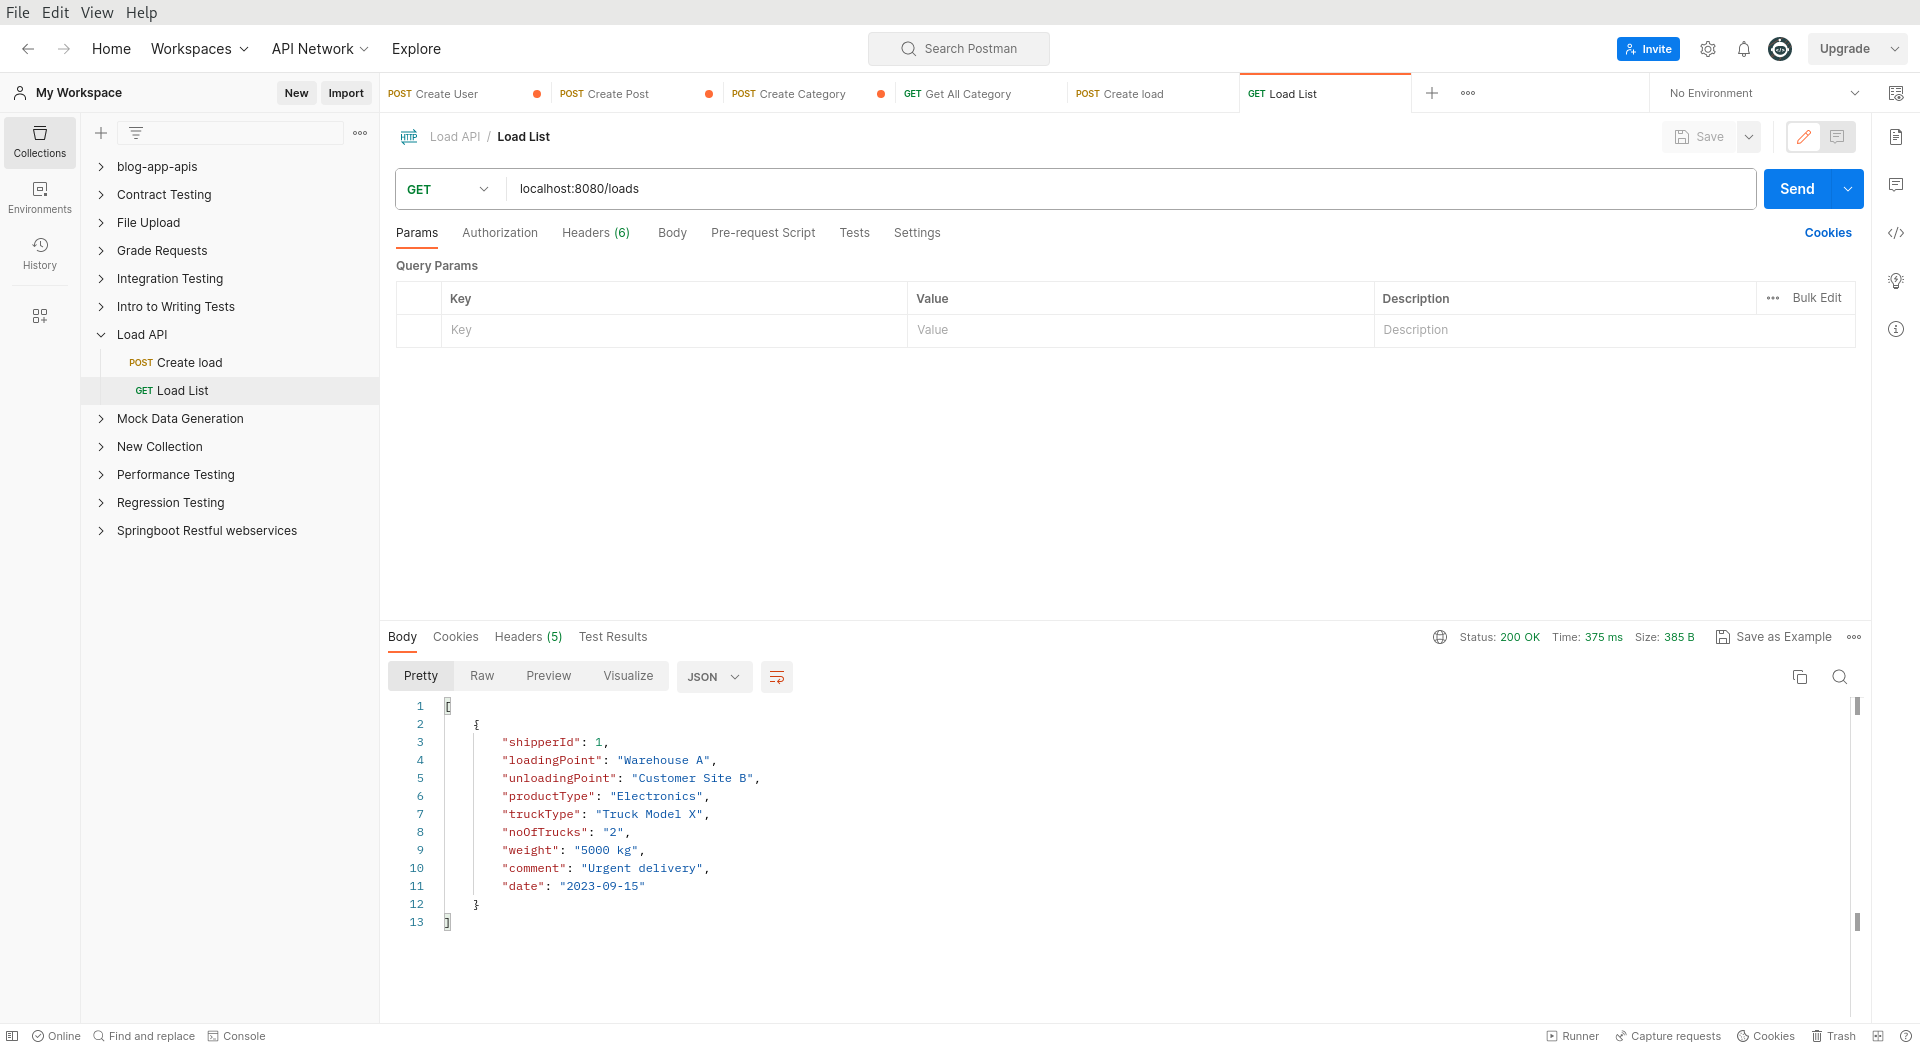 File Edit View Help
Home Workspaces API Network Explore Search Postman Invite Upgrade
My Workspace New Import
POST Create User POST Create Post POST Create Category GET Get All Category POST Create load GET Load List No Environment
Collections
Environments
History
blog-app-apis
Contract Testing
File Upload
Grade Requests
Integration Testing
Intro to Writing Tests
Load API
POST Create load
GET Load List
Mock Data Generation
New Collection
Performance Testing
Regression Testing
Springboot Restful webservices
HTTP Load API / Load List Save
GET localhost:8080/loads Send
Params Authorization Headers (6) Body Pre-request Script Tests Settings Cookies
Query Params
Key Value Description Bulk Edit
Key Value Description
Body Cookies Headers (5) Test Results Status: 200 OK Time: 375 ms Size: 385 B Save as Example
Pretty Raw Preview Visualize JSON
1 [
2 {
3 "shipperId": 1,
4 "loadingPoint": "Warehouse A",
5 "unloadingPoint": "Customer Site B",
6 "productType": "Electronics",
7 "truckType": "Truck Model X",
8 "noOfTrucks": "2",
9 "weight": "5000 kg",
10 "comment": "Urgent delivery",
11 "date": "2023-09-15"
12 }
13 ]
Online Find and replace Console Runner Capture requests Cookies Trash